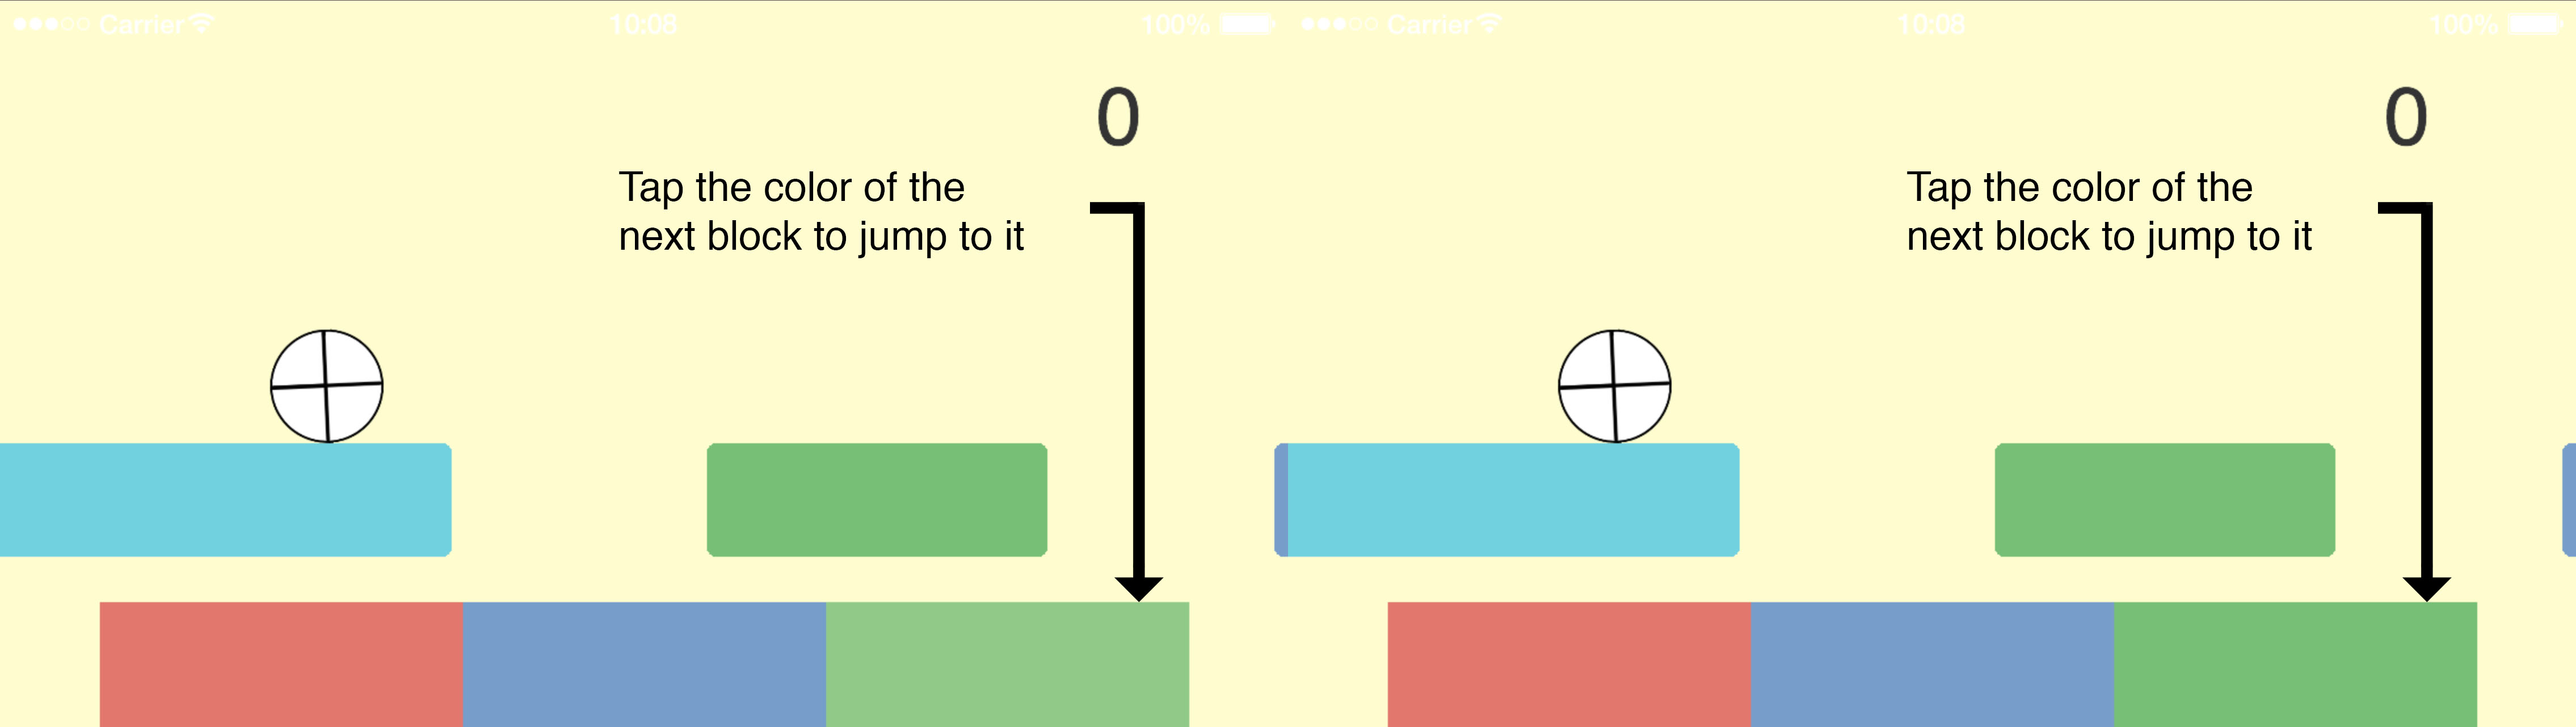 Carrier 10:08 100%
0
Tap the color of the
next block to jump to it
Carrier 10:08 100%
0
Tap the color of the
next block to jump to it